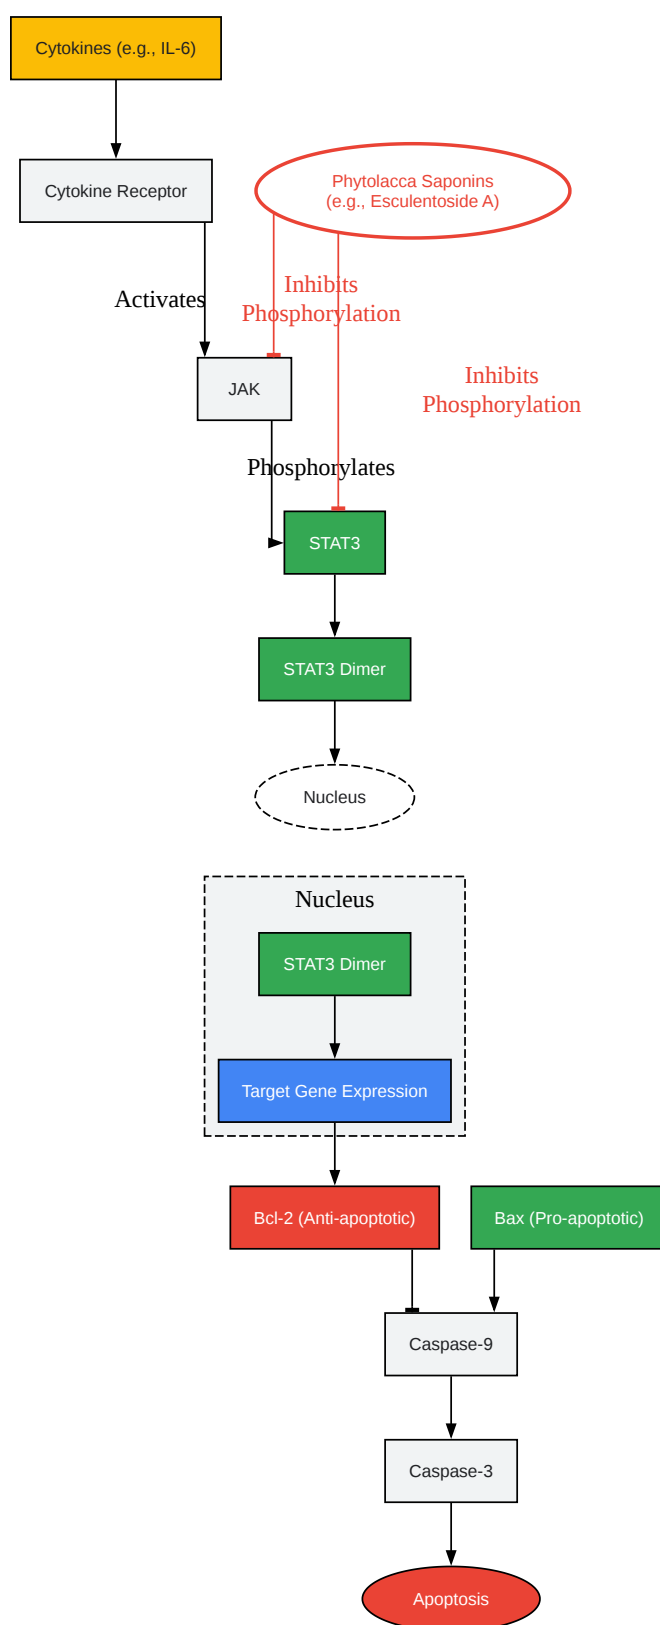 Cytokines (e.g., IL-6)
Cytokine Receptor
Phytolacca Saponins
(e.g., Esculentoside A)
Activates
Inhibits
Phosphorylation
JAK
Inhibits
Phosphorylation
Phosphorylates
STAT3
STAT3 Dimer
Nucleus
Nucleus
STAT3 Dimer
Target Gene Expression
Bcl-2 (Anti-apoptotic)
Bax (Pro-apoptotic)
Caspase-9
Caspase-3
Apoptosis